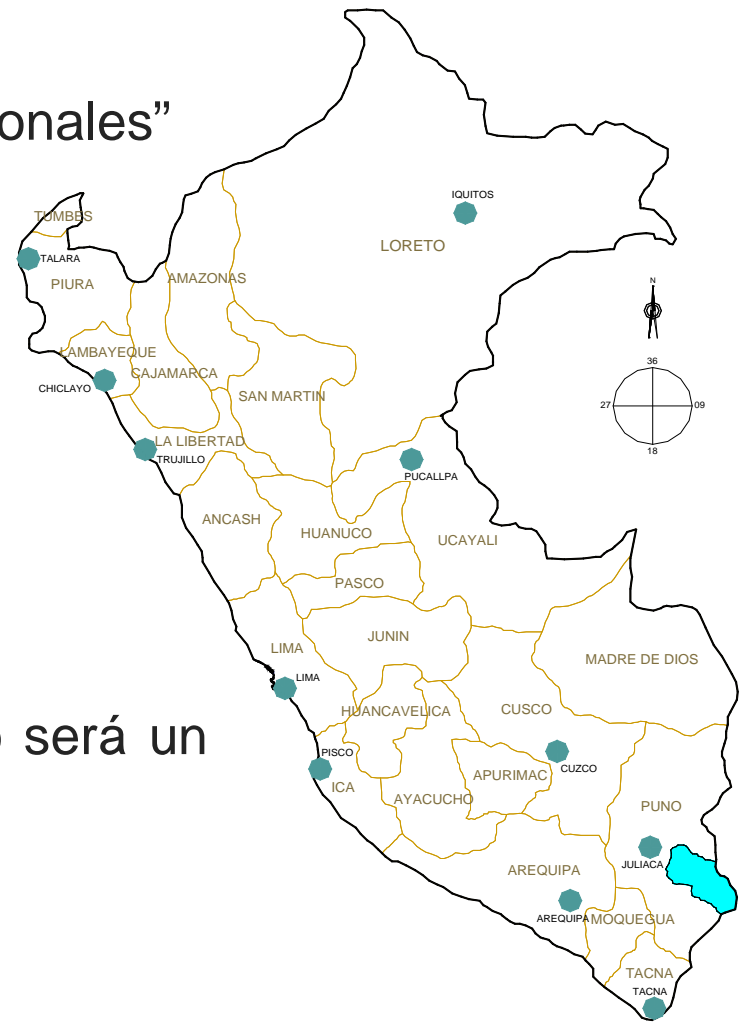 onales”
IQUITOS
TUMBES
LORETO
TALARA
AMAZONAS
PIURA
N
LAMBAYEQUE
36
CAJAMARCA
CHICLAYO
SAN MARTIN
27
09
LA LIBERTAD
18
TRUJILLO
PUCALLPA
ANCASH
HUANUCO
UCAYALI
PASCO
JUNIN
LIMA
MADRE DE DIOS
LIMA
HUANCAVELICA
CUSCO
será un
PISCO
CUZCO
ICA
APURIMAC
AYACUCHO
PUNO
JULIACA
AREQUIPA
AREQUIPA
MOQUEGUA
TACNA
TACNA